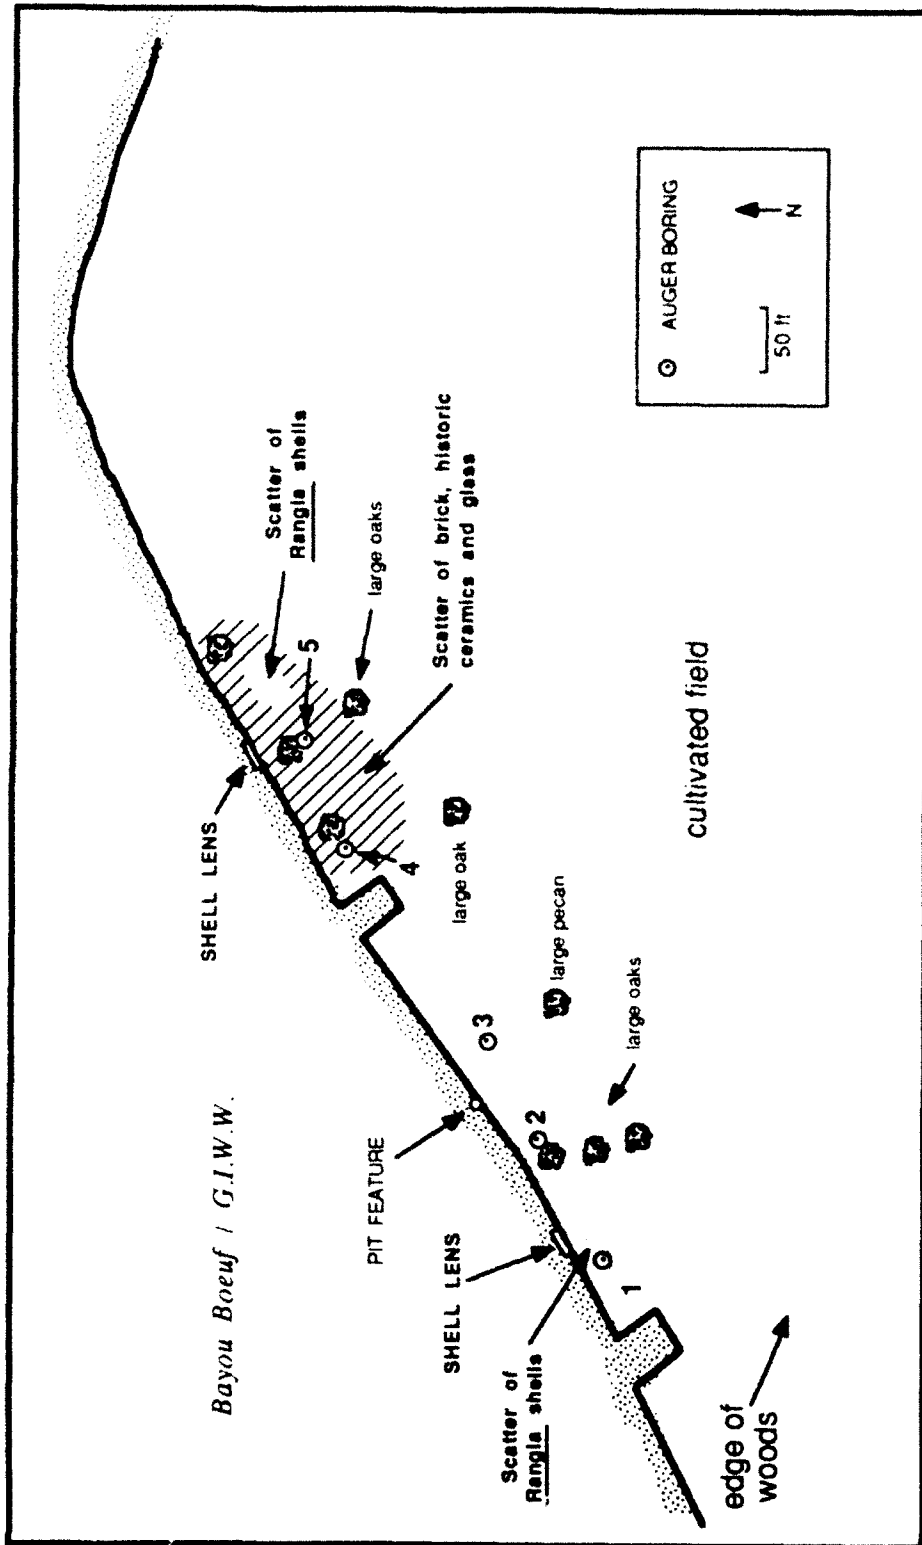 Bayou Boeuf / G.I.W.W.
SHELL LENS
Scatter of
Rangia shells
5
large oaks
Scatter of brick, historic
ceramics and glass
4
large oak
PIT FEATURE
3
large pecan
2
large oaks
SHELL LENS
Scatter of
Rangia shells
1
edge of
woods
cultivated field
AUGER BORING
50 ft
N